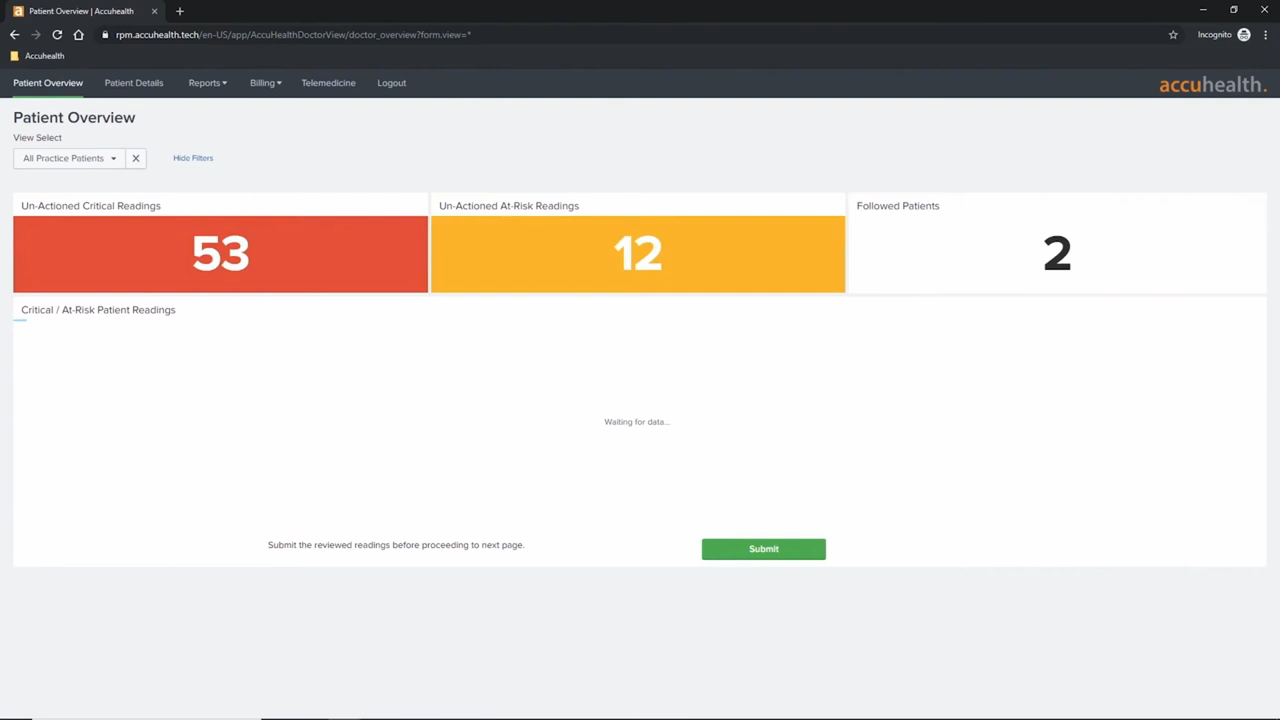 Patient Overview | Accuhealth
rpm.accuhealth.tech/en-US/app/AccuHealthDoctorView/doctor_overview?form.view=*
Incognito
Accuhealth
Patient Overview Patient Details Reports Billing Telemedicine Logout
accuhealth.
Patient Overview
View Select
All Practice Patients
Hide Filters
Un-Actioned Critical Readings
Un-Actioned At-Risk Readings
Followed Patients
53
12
2
Critical / At-Risk Patient Readings
Waiting for data...
Submit the reviewed readings before proceeding to next page.
Submit